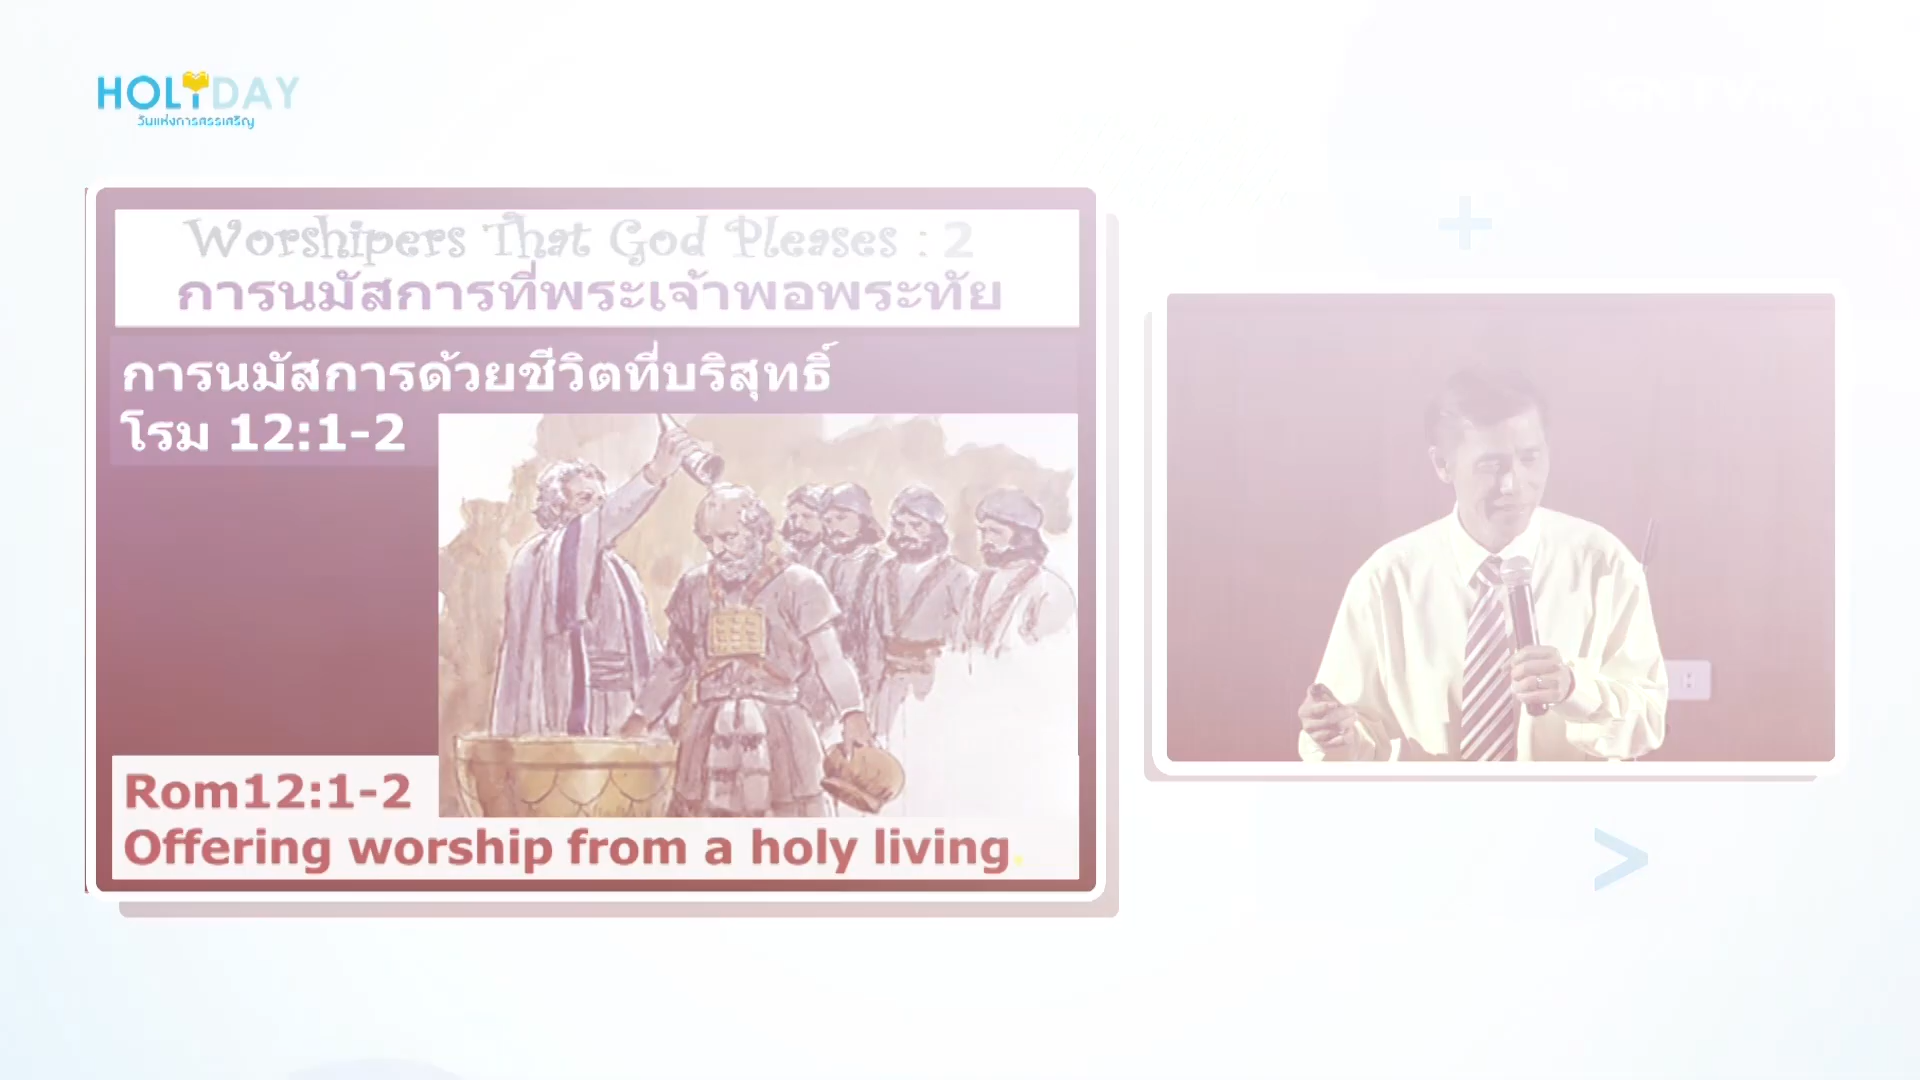 HOLYDAY
วันแห่งการสรรเสริญ
Worshipers That God Pleases : 2
การนมัสการที่พระเจ้าพอพระทัย
การนมัสการด้วยชีวิตที่บริสุทธิ์
โรม 12:1-2
Rom12:1-2
Offering worship from a holy living.